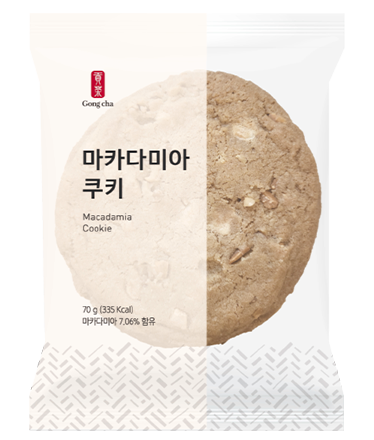 貢茶
Gong cha
마카다미아
쿠키
Macadamia
Cookie
70 g (335 Kcal)
마카다미아 7.06% 함유